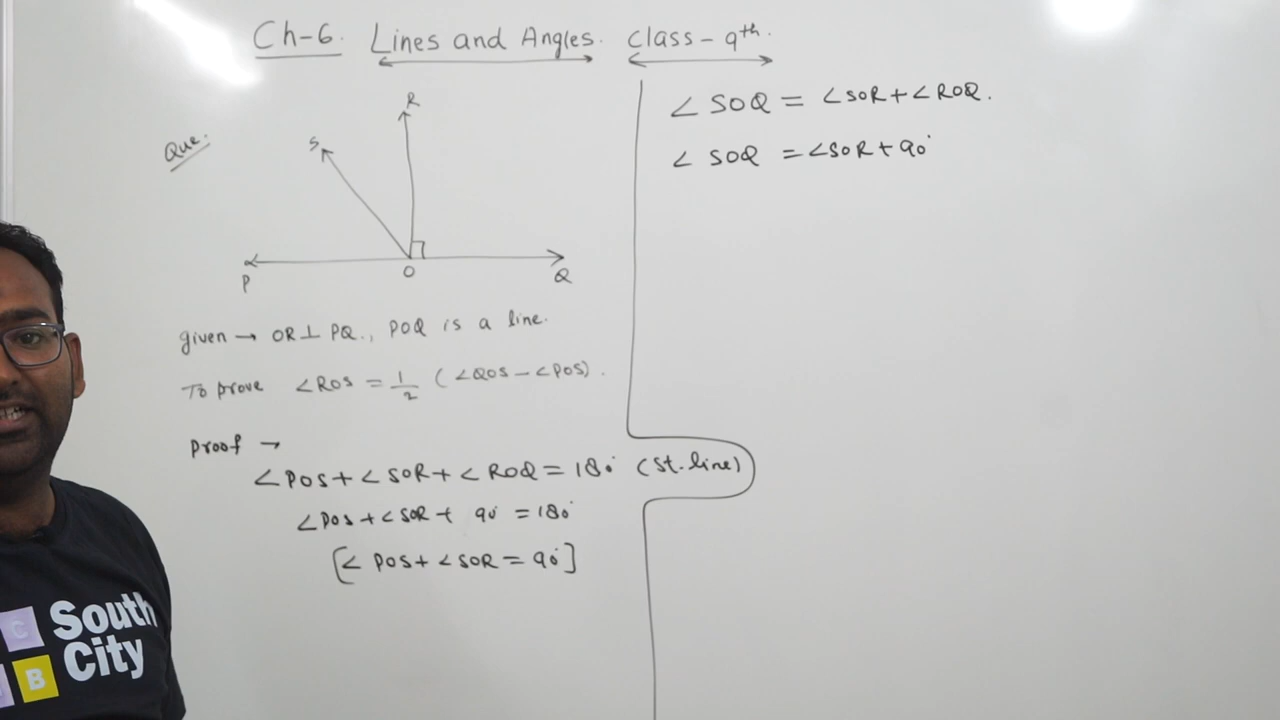 Ch-6. Lines and Angles. Class - 9th.
Que.
R
S
P
O
Q
given → OR ⊥ PQ., POQ is a line.
To prove ∠ROS = 1/2 (∠QOS - ∠POS).
Proof →
∠POS + ∠SOR + ∠ROQ = 180° (St. line)
∠POS + ∠SOR + 90° = 180°
[∠POS + ∠SOR = 90°]
∠SOQ = ∠SOR + ∠ROQ.
∠SOQ = ∠SOR + 90°
C
B
South
City